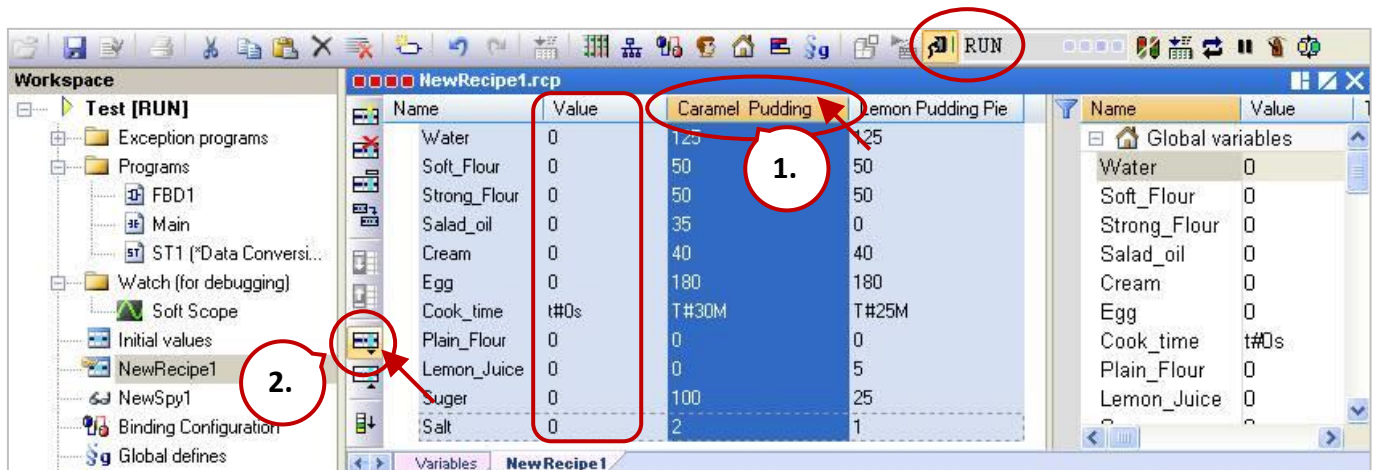 RUN
Workspace
NewRecipe1.rcp
Test [RUN]
Exception programs
Programs
FBD1
Main
ST1 (*Data Conversi...
Watch (for debugging)
Soft Scope
Initial values
NewRecipe1
NewSpy1
Binding Configuration
Global defines
Name Value Caramel Pudding Lemon Pudding Pie
Water 0 125 125
Soft_Flour 0 50 50
Strong_Flour 0 50 50
Salad_oil 0 35 0
Cream 0 40 40
Egg 0 180 180
Cook_time t#0s T#30M T#25M
Plain_Flour 0 0 0
Lemon_Juice 0 0 5
Suger 0 100 25
Salt 0 2 1
Variables NewRecipe1
1.
2.
Name Value
Global variables
Water 0
Soft_Flour 0
Strong_Flour 0
Salad_oil 0
Cream 0
Egg 0
Cook_time t#0s
Plain_Flour 0
Lemon_Juice 0